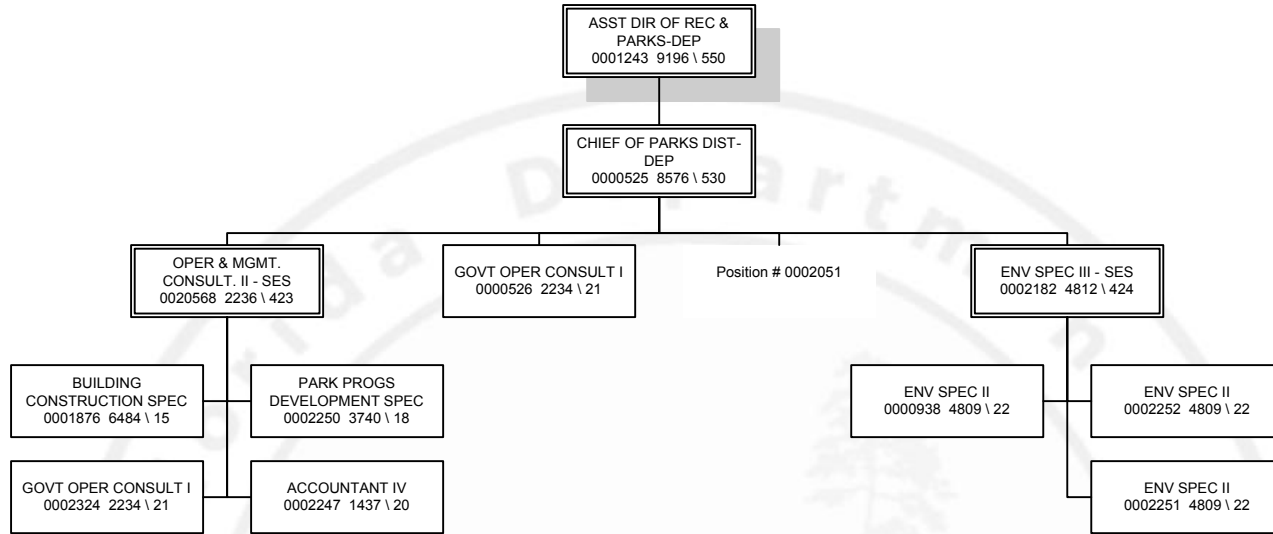 ASST DIR OF REC &
PARKS-DEP
0001243 9196 \ 550
CHIEF OF PARKS DIST-
DEP
0000525 8576 \ 530
OPER & MGMT.
CONSULT. II - SES
0020568 2236 \ 423
GOVT OPER CONSULT I
0000526 2234 \ 21
Position # 0002051
ENV SPEC III - SES
0002182 4812 \ 424
BUILDING
CONSTRUCTION SPEC
0001876 6484 \ 15
PARK PROGS
DEVELOPMENT SPEC
0002250 3740 \ 18
ENV SPEC II
0000938 4809 \ 22
ENV SPEC II
0002252 4809 \ 22
GOVT OPER CONSULT I
0002324 2234 \ 21
ACCOUNTANT IV
0002247 1437 \ 20
ENV SPEC II
0002251 4809 \ 22